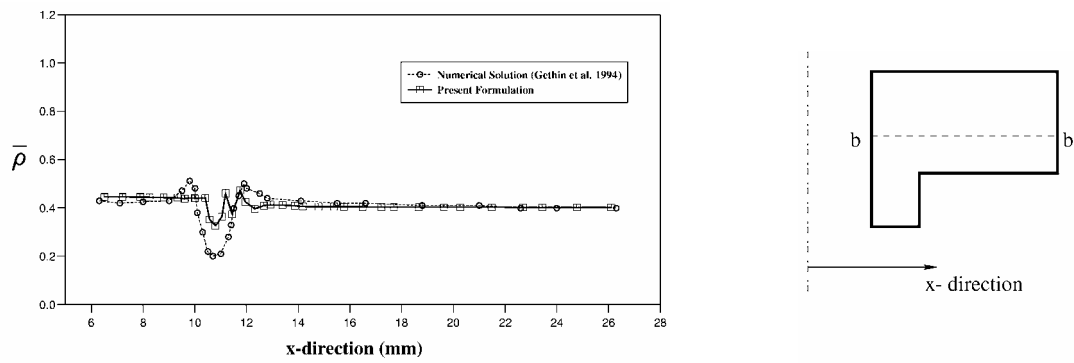 1.2
1.0
0.8
0.6
0.4
0.2
0.0
ρ̅
Numerical Solution (Gethin et al. 1994)
Present Formulation
6 8 10 12 14 16 18 20 22 24 26 28
x-direction (mm)
b b
x- direction